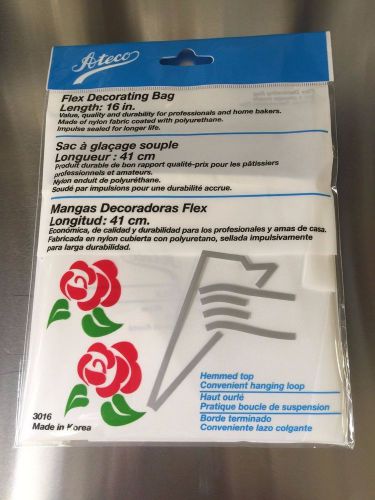 Ateco
Flex Decorating Bag
Length: 16 in.
Value, quality and durability for professionals and home bakers.
Made of nylon fabric coated with polyurethane.
Impulse sealed for longer life.
Sac à glaçage souple
Longueur : 41 cm
Produit durable de bon rapport qualité-prix pour les pâtissiers
professionnels et amateurs.
Nylon enduit de polyuréthane.
Soudé par impulsions pour une durabilité accrue.
Mangas Decoradoras Flex
Longitud: 41 cm.
Económica, de calidad y durabilidad para los profesionales y amas de casa.
Fabricada en nylon cubierta con poliuretano, sellada impulsivamente
para larga durabilidad.
Hemmed top
Convenient hanging loop
Haut ourlé
Pratique boucle de suspension
Borde terminado
Conveniente lazo colgante
3016
Made in Korea